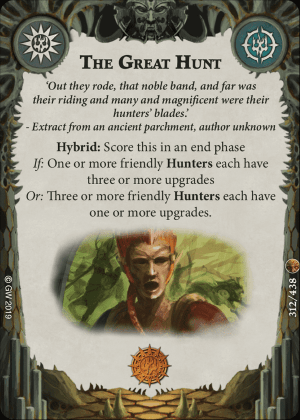 THE GREAT HUNT
'Out they rode, that noble band, and far was
their riding and many and magnificent were their
hunters' blades.'
- Extract from an ancient parchment, author unknown
Hybrid: Score this in an end phase
If: One or more friendly Hunters each have
three or more upgrades
Or: Three or more friendly Hunters each have
one or more upgrades.
© GW 2019
312/438